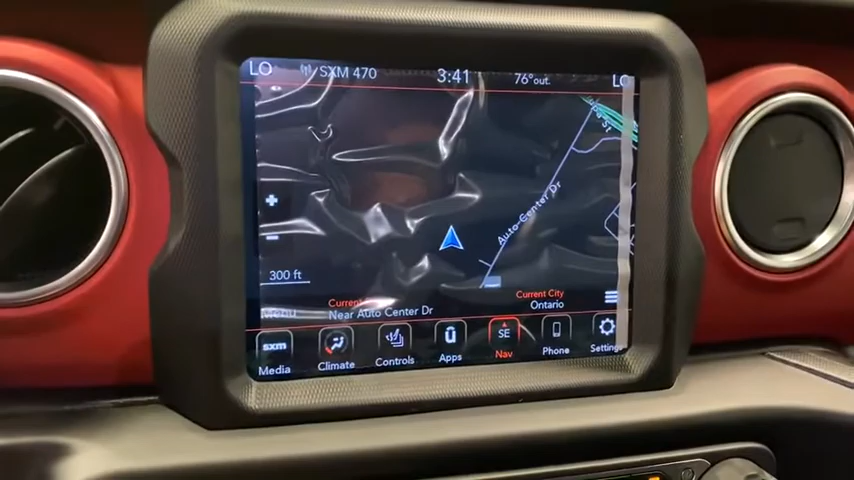 LO SXM 470 3:41 76°out. LO
Auto Center Dr
300 ft
Menu
Current
Near Auto Center Dr
Current City
Ontario
sxm
SE
Media
Climate
Controls
Apps
Nav
Phone
Settings